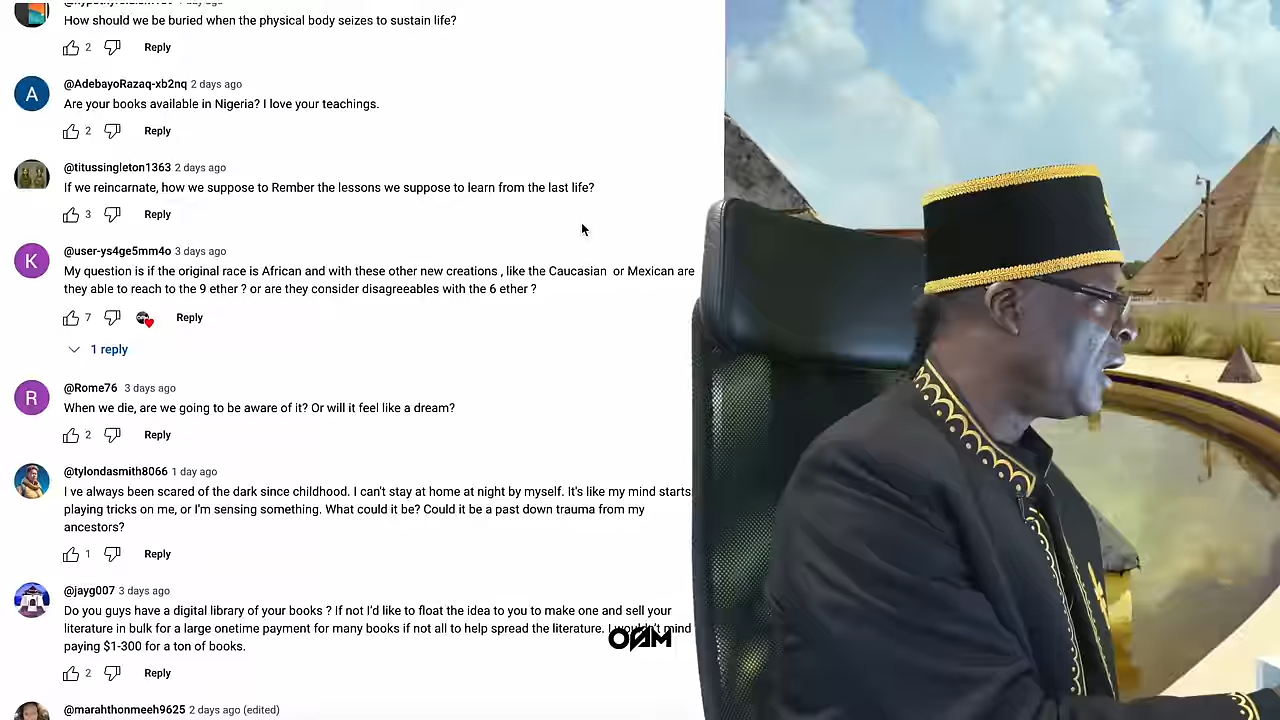 How should we be buried when the physical body seizes to sustain life?
2
Reply
A
@AdebayoRazaq-xb2nq 2 days ago
Are your books available in Nigeria? I love your teachings.
2
Reply
@titussingleton1363 2 days ago
If we reincarnate, how we suppose to Rember the lessons we suppose to learn from the last life?
3
Reply
K
@user-ys4ge5mm4o 3 days ago
My question is if the original race is African and with these other new creations , like the Caucasian or Mexican are
they able to reach to the 9 ether ? or are they consider disagreeables with the 6 ether ?
7
Reply
1 reply
R
@Rome76 3 days ago
When we die, are we going to be aware of it? Or will it feel like a dream?
2
Reply
@tylondasmith8066 1 day ago
I ve always been scared of the dark since childhood. I can't stay at home at night by myself. It's like my mind starts
playing tricks on me, or I'm sensing something. What could it be? Could it be a past down trauma from my
ancestors?
1
Reply
@jayg007 3 days ago
Do you guys have a digital library of your books ? If not I'd like to float the idea to you to make one and sell your
literature in bulk for a large onetime payment for many books if not all to help spread the literature. I wouldn't mind
paying $1-300 for a ton of books.
2
Reply
@marahthonmeeh9625 2 days ago (edited)